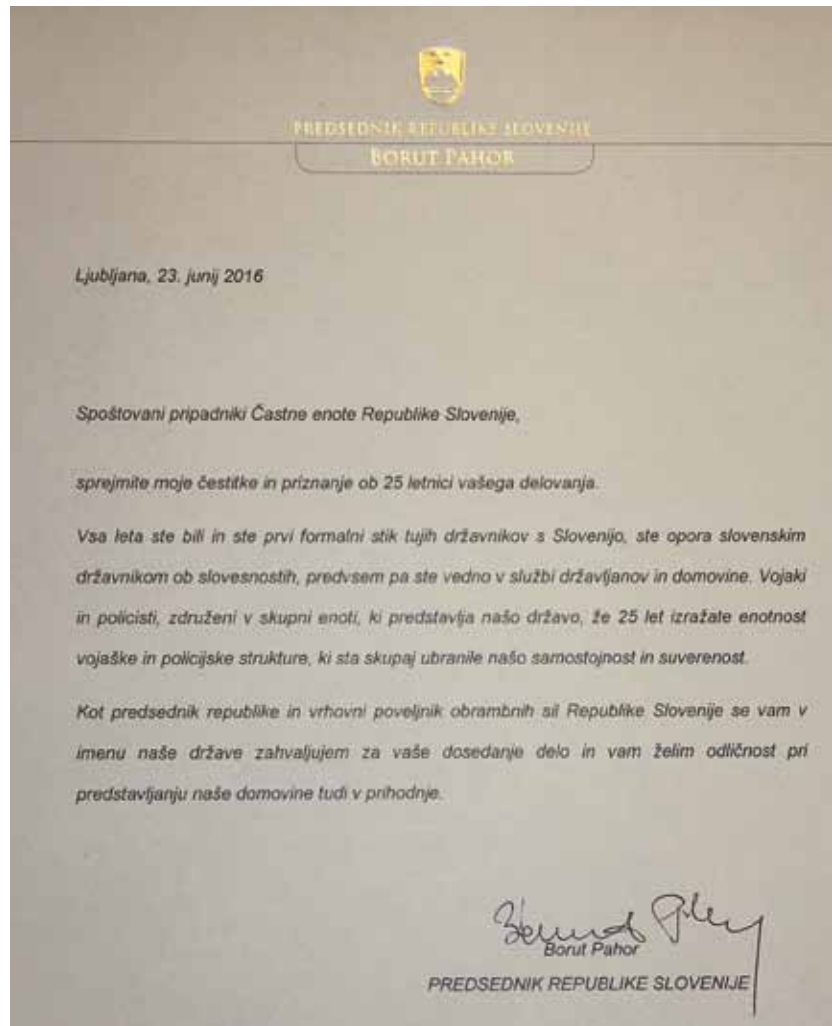 PREDSEDNIK REPUBLIKE SLOVENIJE
BORUT PAHOR
Ljubljana, 23. junij 2016
Spoštovani pripadniki Častne enote Republike Slovenije,
sprejmite moje čestitke in priznanje ob 25 letnici vašega delovanja.
Vsa leta ste bili in ste prvi formalni stik tujih državnikov s Slovenijo, ste opora slovenskim
državnikom ob slovesnostih, predvsem pa ste vedno v službi državljanov in domovine. Vojaki
in policisti, združeni v skupni enoti, ki predstavlja našo državo, že 25 let izražate enotnost
vojaške in policijske strukture, ki sta skupaj ubranile našo samostojnost in suverenost.
Kot predsednik republike in vrhovni poveljnik obrambnih sil Republike Slovenije se vam v
imenu naše države zahvaljujem za vaše dosedanje delo in vam želim odličnost pri
predstavljanju naše domovine tudi v prihodnje.
Borut Pahor
PREDSEDNIK REPUBLIKE SLOVENIJE